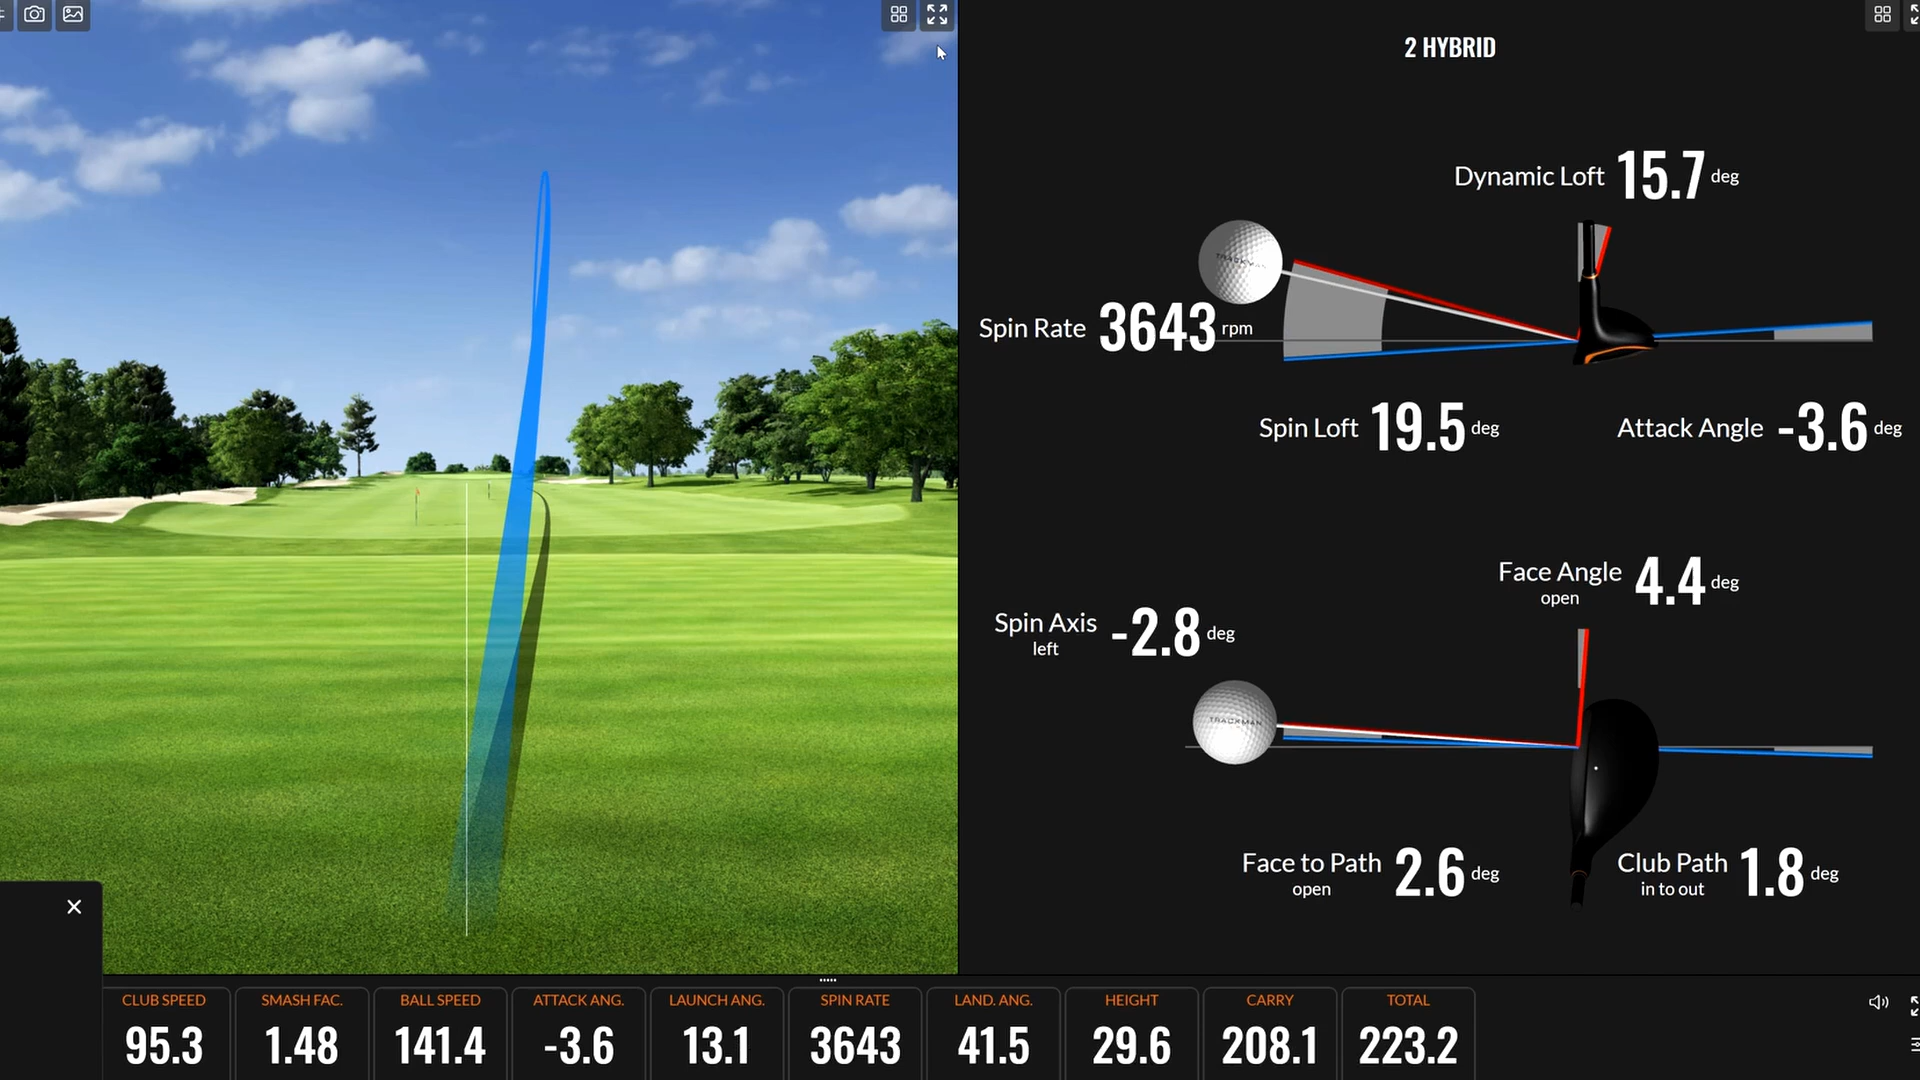 2 HYBRID
Dynamic Loft 15.7 deg
TRACKMAN
Spin Rate 3643 rpm
Spin Loft 19.5 deg
Attack Angle -3.6 deg
Face Angle 4.4 deg
open
Spin Axis -2.8 deg
left
TRACKMAN
Face to Path 2.6 deg
open
Club Path 1.8 deg
in to out
CLUB SPEED SMASH FAC. BALL SPEED ATTACK ANG. LAUNCH ANG. SPIN RATE LAND. ANG. HEIGHT CARRY TOTAL
95.3 1.48 141.4 -3.6 13.1 3643 41.5 29.6 208.1 223.2